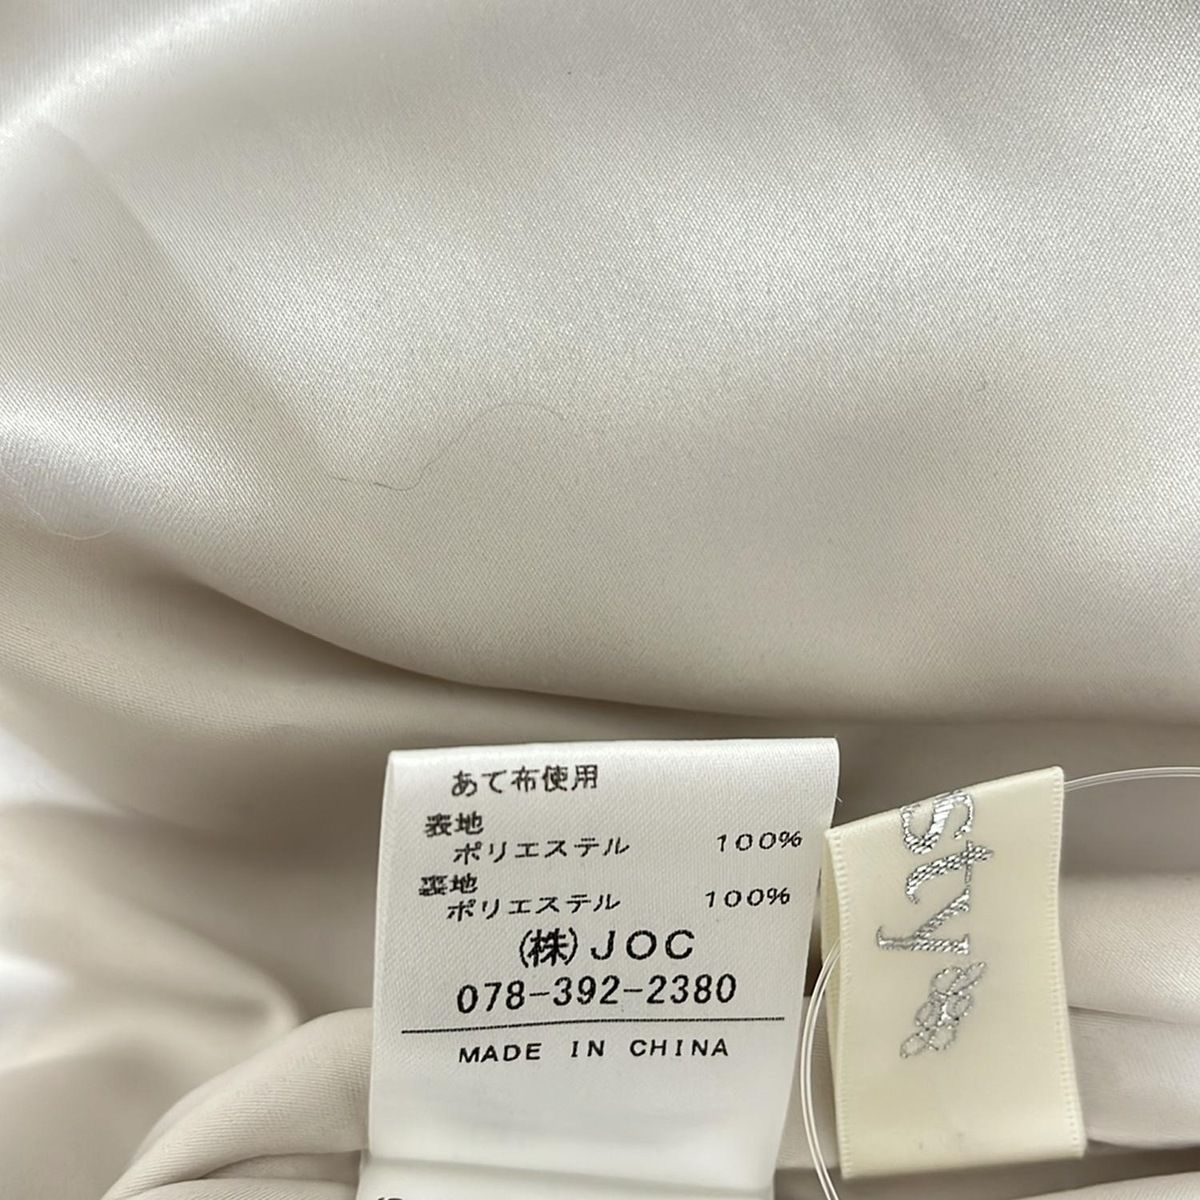 あて布使用
表地
ポリエステル 100%
裏地
ポリエステル 100%
(株)JOC
078-392-2380
MADE IN CHINA
sty